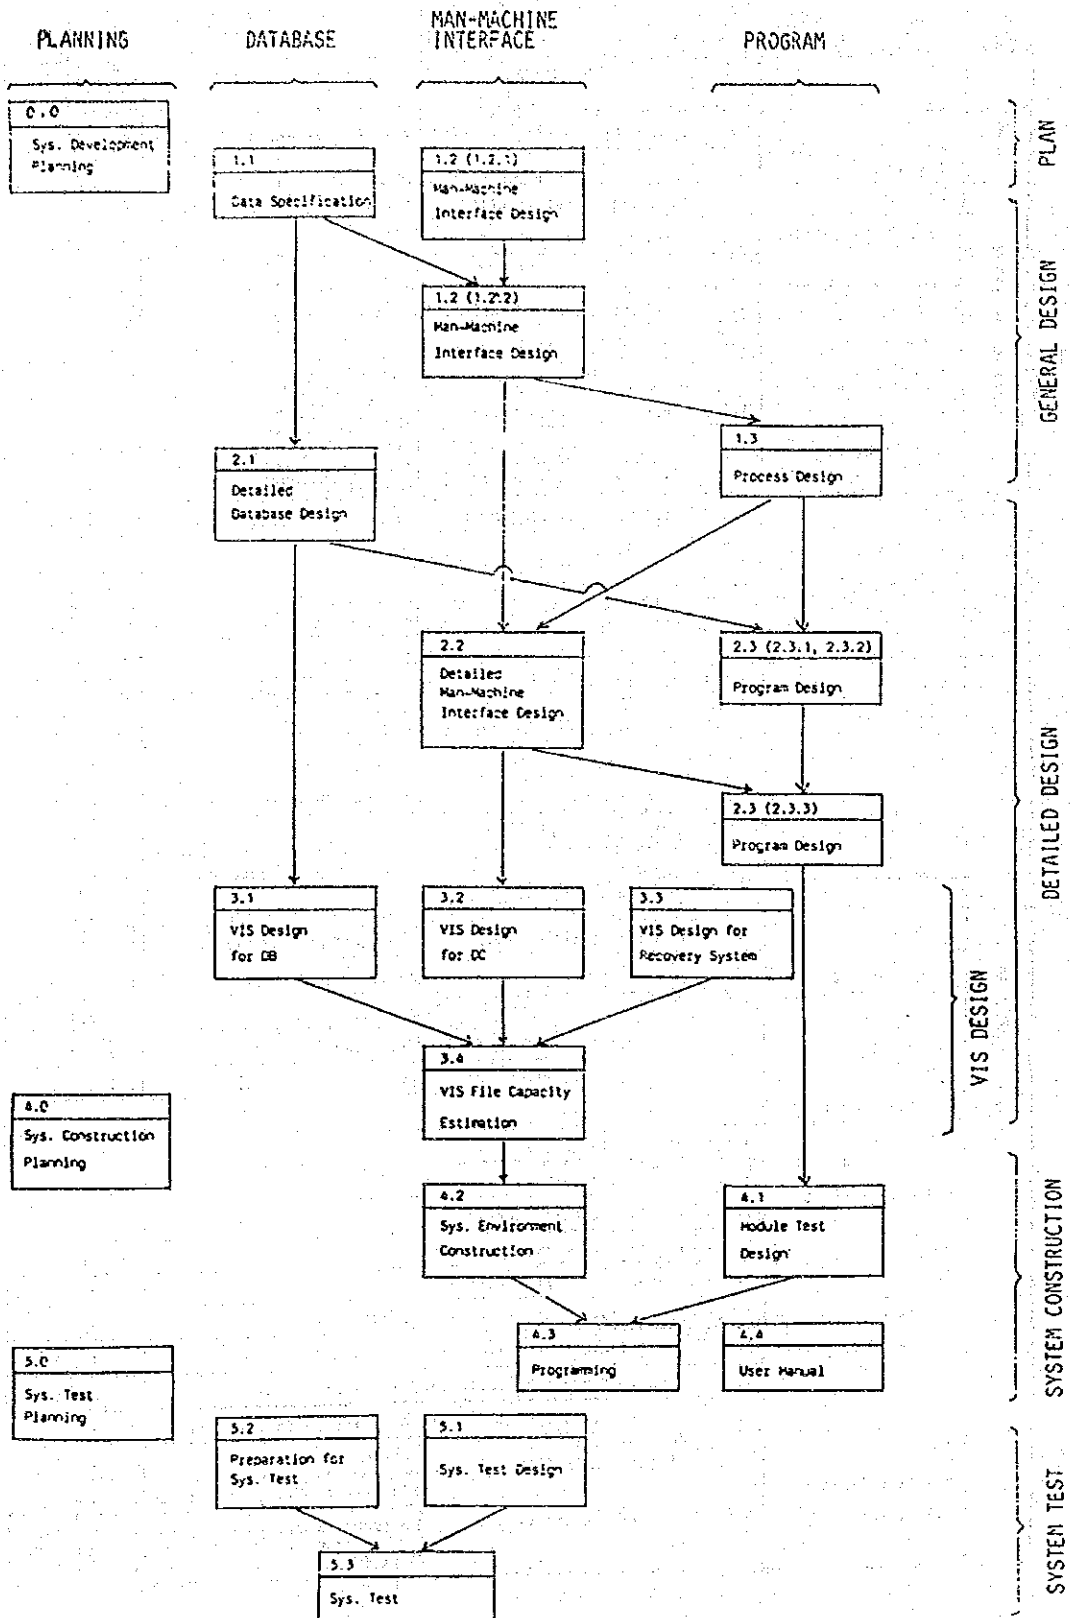 PLANNING
DATABASE
MAN-MACHINE
INTERFACE
PROGRAM
0.0
Sys. Development
Planning
1.1
Data Specification
1.2 (1.2.1)
Man-Machine
Interface Design
PLAN
1.2 (1.2.2)
Man-Machine
Interface Design
GENERAL DESIGN
1.3
Process Design
2.1
Detailed
Database Design
2.2
Detailed
Man-Machine
Interface Design
2.3 (2.3.1, 2.3.2)
Program Design
2.3 (2.3.3)
Program Design
DETAILED DESIGN
3.1
VIS Design
for DB
3.2
VIS Design
for DC
3.3
VIS Design for
Recovery System
VIS DESIGN
3.4
VIS File Capacity
Estimation
4.0
Sys. Construction
Planning
4.2
Sys. Enviroment
Construction
4.1
Module Test
Design
SYSTEM CONSTRUCTION
4.3
Programming
4.4
User Manual
5.0
Sys. Test
Planning
5.2
Preparation for
Sys. Test
5.1
Sys. Test Design
SYSTEM TEST
5.3
Sys. Test